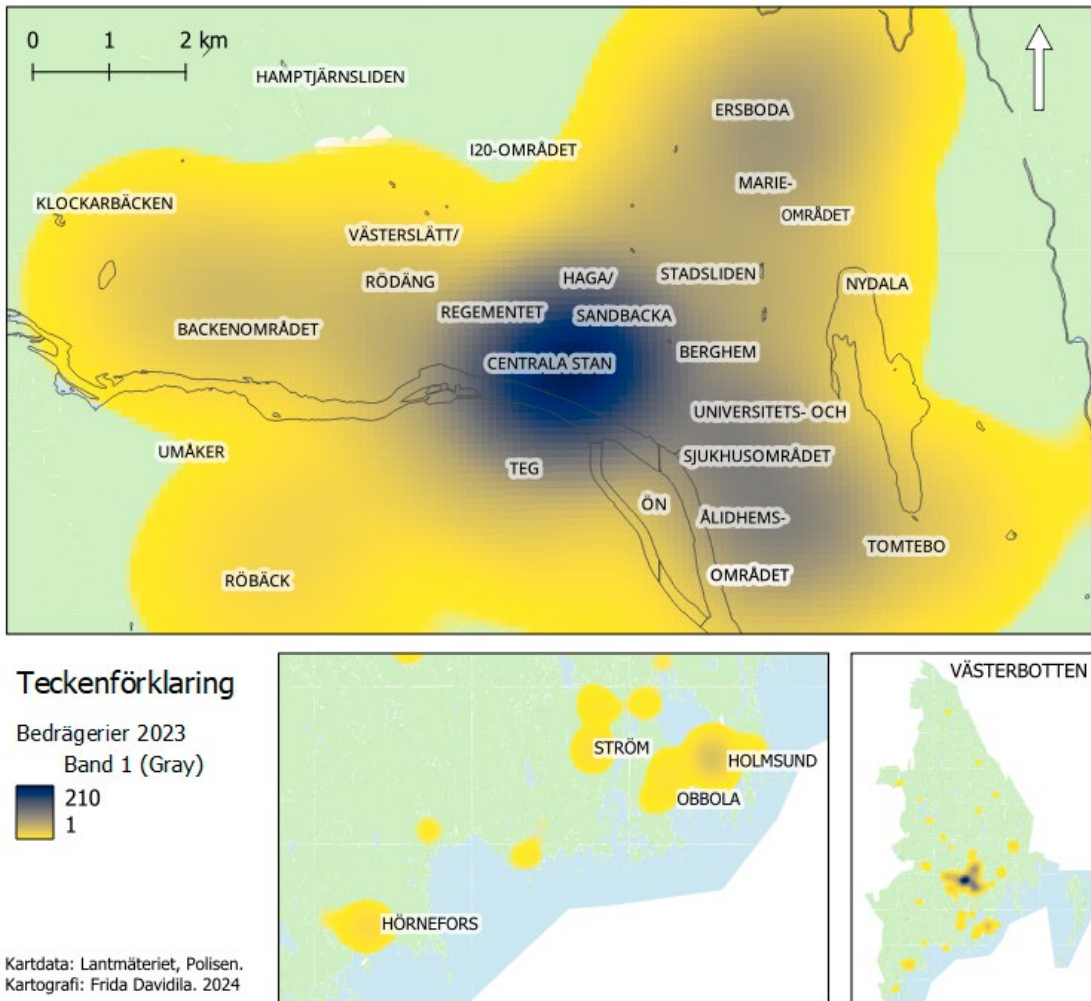 0 1 2 km
HAMPTJÄRNSLIDEN
ERSBODA
I20-OMRÅDET
MARIE-
OMRÅDET
KLOCKARBÄCKEN
VÄSTERSLÄTT/
RÖDÄNG
HAGA/
SANDBACKA
STADSLIDEN
NYDALA
REGEMENTET
BACKENOMRÅDET
CENTRALA STAN
BERGHEM
UNIVERSITETS- OCH
SJUKHUSOMRÅDET
UMÅKER
TEG
ÖN
ÅLIDHEMS-
OMRÅDET
TOMTEBO
RÖBÄCK
Teckenförklaring
Bedrägerier 2023
Band 1 (Gray)
210
1
STRÖM
HOLMSUND
OBBOLA
HÖRNEFORS
VÄSTERBOTTEN
Kartdata: Lantmäteriet, Polisen.
Kartografi: Frida Davidila. 2024